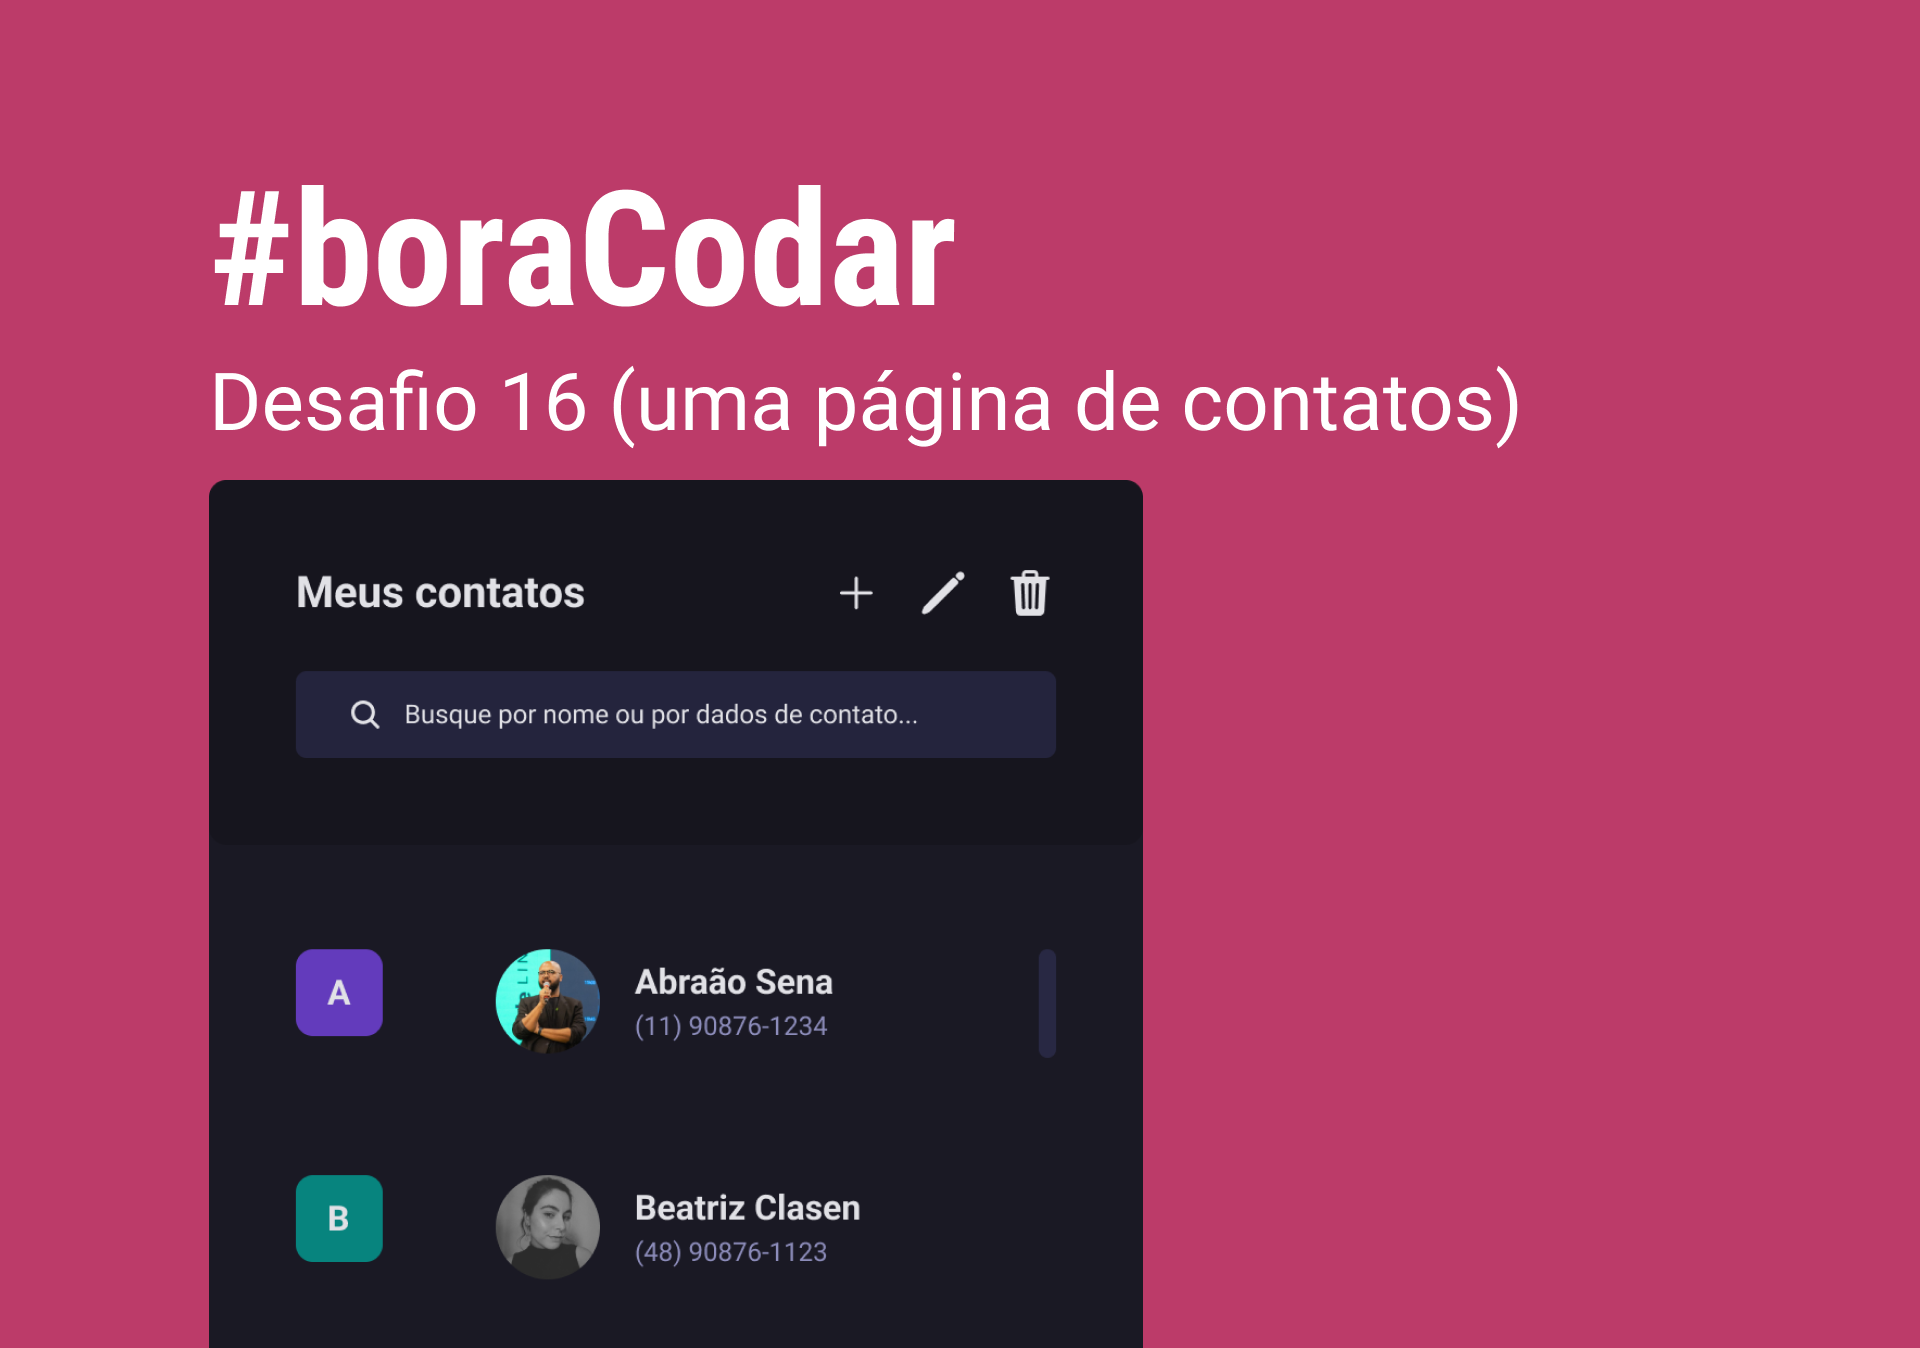 #boraCodar
Desafio 16 (uma página de contatos)
Meus contatos
Busque por nome ou por dados de contato...
A
Abraão Sena
(11) 90876-1234
B
Beatriz Clasen
(48) 90876-1123